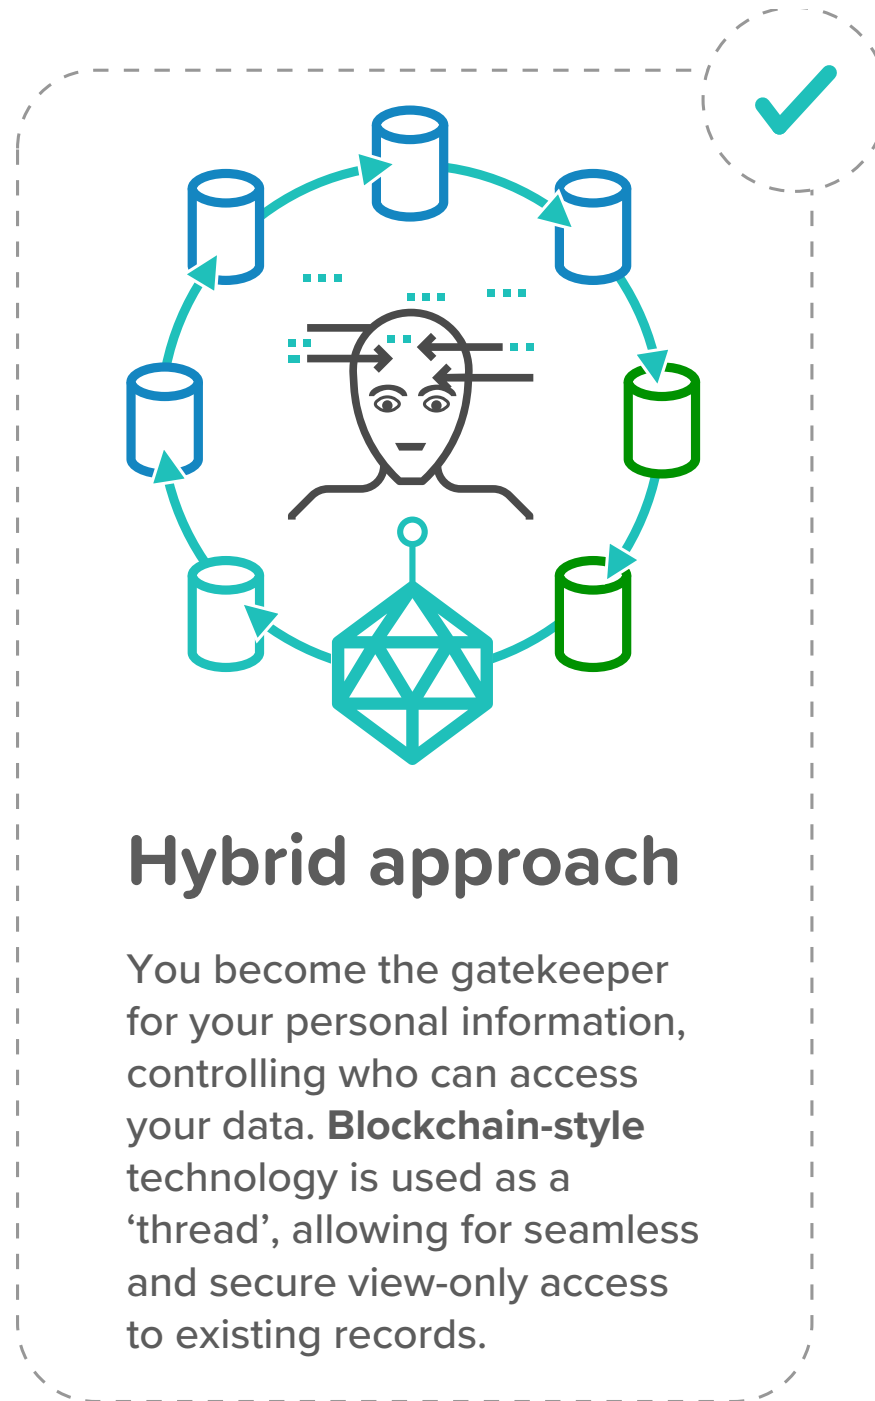 Hybrid approach
You become the gatekeeper
for your personal information,
controlling who can access
your data. Blockchain-style
technology is used as a
‘thread’, allowing for seamless
and secure view-only access
to existing records.